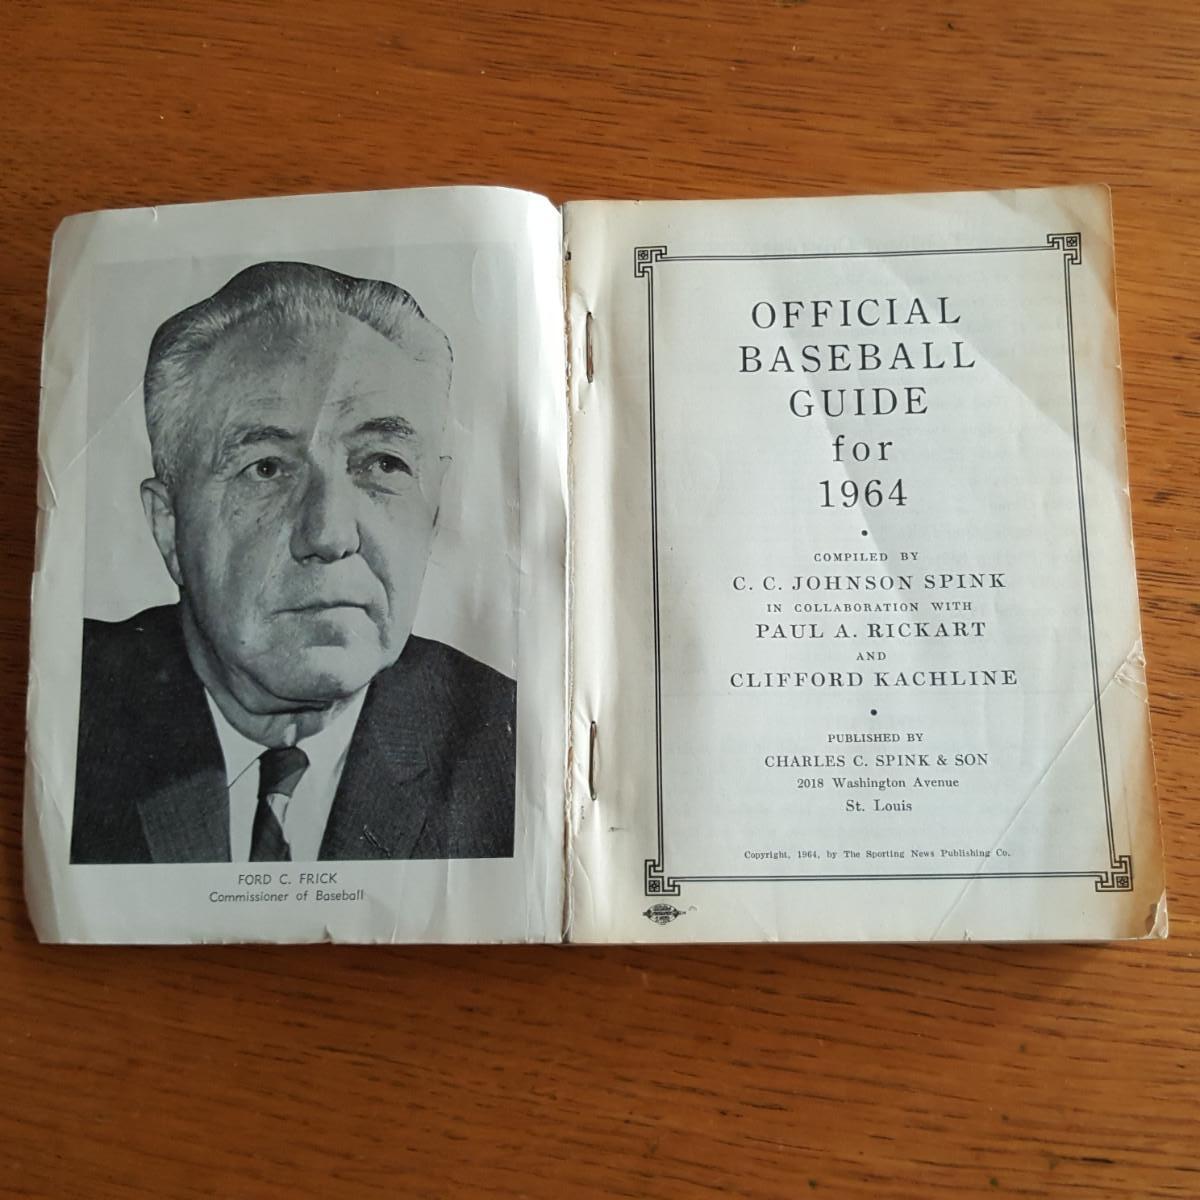 FORD C. FRICK
Commissioner of Baseball
OFFICIAL
BASEBALL
GUIDE
for
1964
COMPILED BY
C. C. JOHNSON SPINK
IN COLLABORATION WITH
PAUL A. RICKART
AND
CLIFFORD KACHLINE
PUBLISHED BY
CHARLES C. SPINK & SON
2018 Washington Avenue
St. Louis
Copyright, 1964, by The Sporting News Publishing Co.